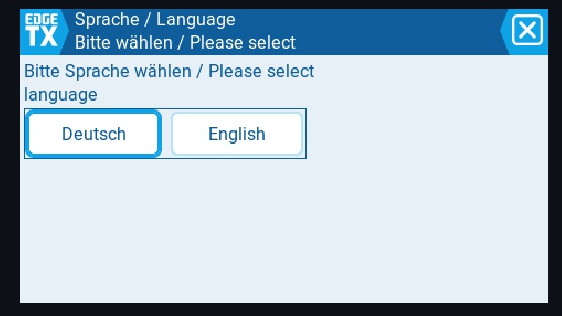 EDGE
TX
Sprache / Language
Bitte wählen / Please select
Bitte Sprache wählen / Please select
language
Deutsch
English